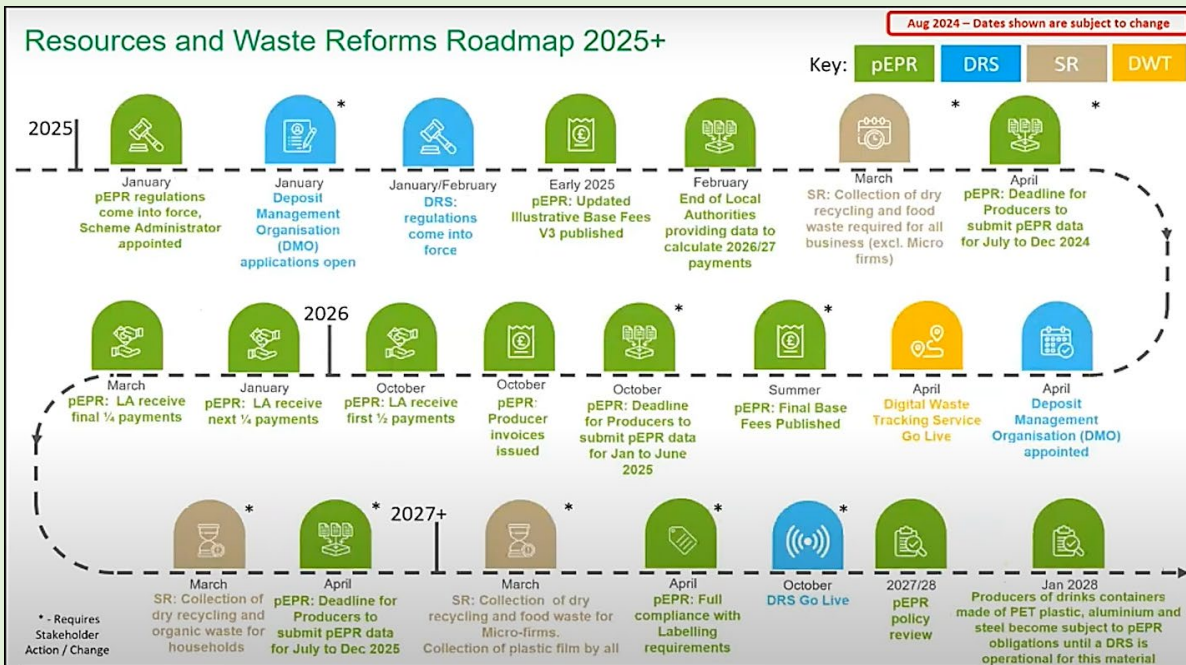 Aug 2024 – Dates shown are subject to change
Resources and Waste Reforms Roadmap 2025+
Key: pEPR DRS SR DWT
2025
January
pEPR regulations
come into force,
Scheme Administrator
appointed
*
January
Deposit
Management
Organisation
(DMO)
applications open
January/February
DRS:
regulations
come into
force
Early 2025
pEPR: Updated
Illustrative Base Fees
V3 published
February
End of Local
Authorities
providing data to
calculate 2026/27
payments
*
March
SR: Collection of dry
recycling and food
waste required for all
business (excl. Micro
firms)
*
April
pEPR: Deadline for
Producers to
submit pEPR data
for July to Dec 2024
March
pEPR: LA receive
final ¼ payments
January
pEPR: LA receive
next ¼ payments
2026
October
pEPR: LA receive
first ½ payments
October
pEPR:
Producer
invoices
issued
*
October
pEPR: Deadline
for Producers to
submit pEPR data
for Jan to June
2025
*
Summer
pEPR: Final Base
Fees Published
April
Digital Waste
Tracking Service
Go Live
April
Deposit
Management
Organisation (DMO)
appointed
*
March
SR: Collection of
dry recycling and
organic waste for
households
*
April
pEPR: Deadline for
Producers to
submit pEPR data
for July to Dec 2025
2027+
*
March
SR: Collection of dry
recycling and food waste for
Micro-firms.
Collection of plastic film by all
*
April
pEPR: Full
compliance with
Labelling
requirements
*
October
DRS Go Live
2027/28
pEPR
policy
review
Jan 2028
Producers of drinks containers
made of PET plastic, aluminium and
steel become subject to pEPR
obligations until a DRS is
operational for this material
* - Requires
Stakeholder
Action / Change